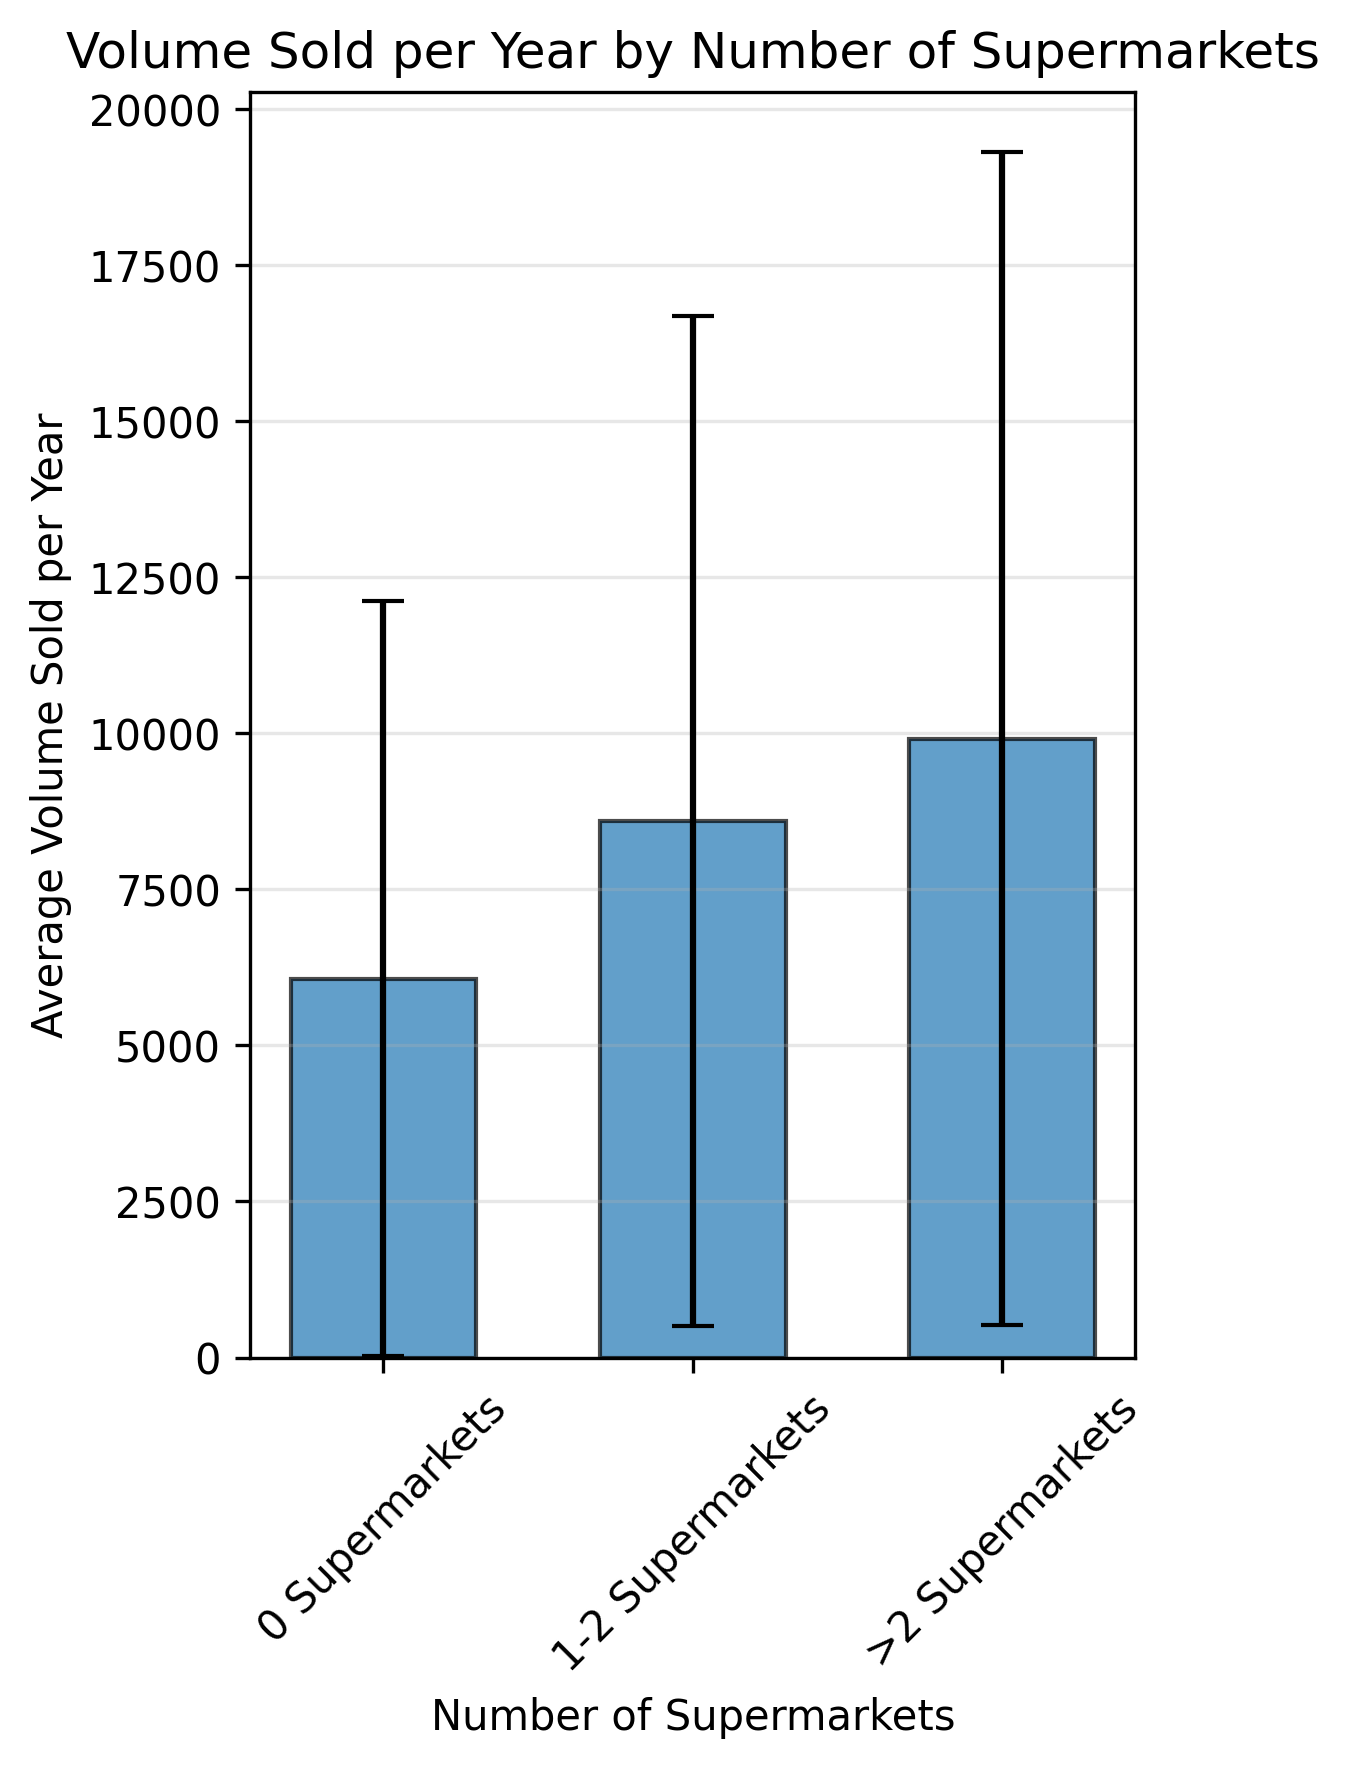 Volume Sold per Year by Number of Supermarkets
20000
17500
15000
12500
10000
7500
5000
2500
0
Average Volume Sold per Year
0 Supermarkets
1-2 Supermarkets
>2 Supermarkets
Number of Supermarkets